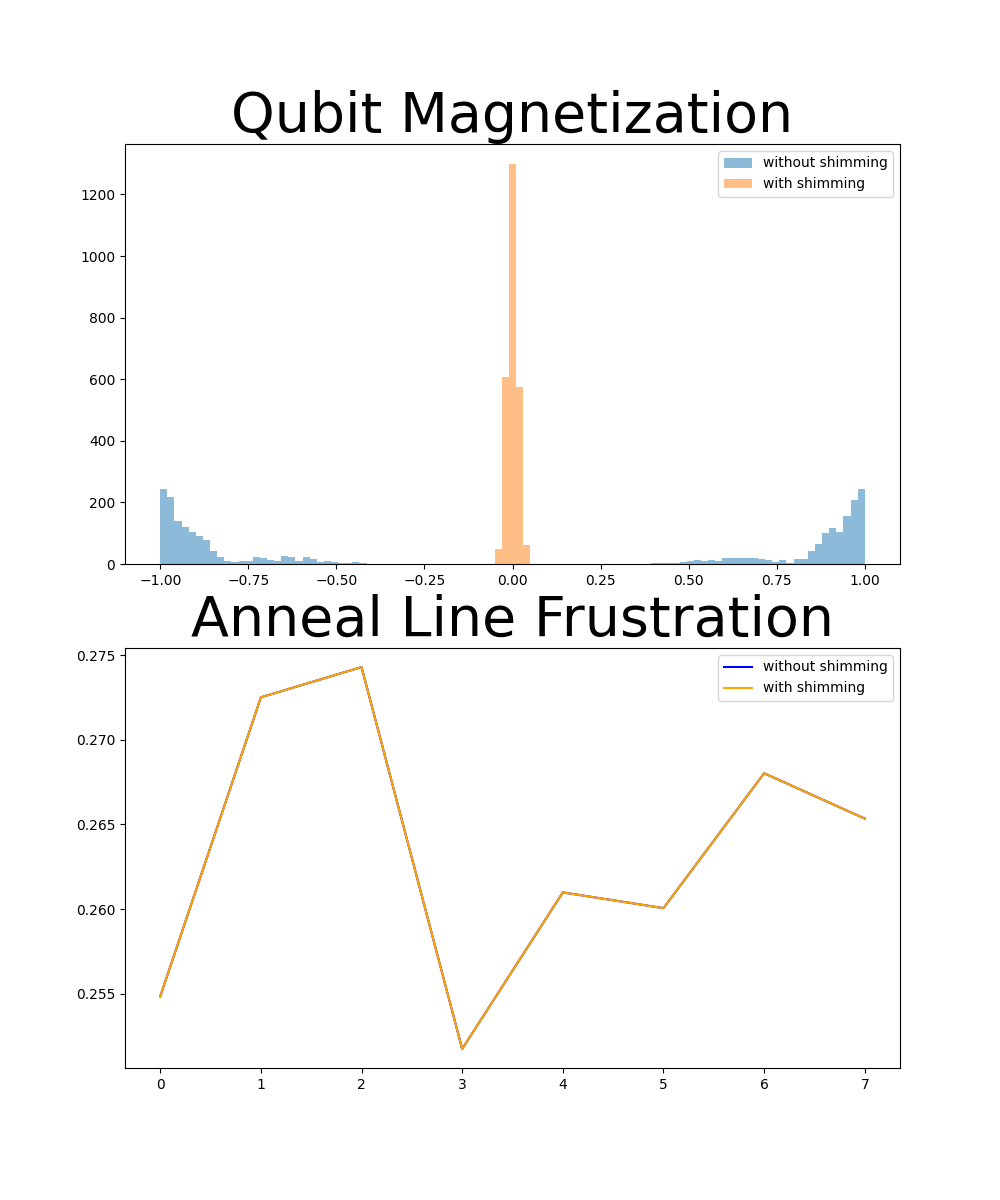 Qubit Magnetization
without shimming
with shimming
1200
1000
800
600
400
200
0
−1.00 −0.75 −0.50 −0.25 0.00 0.25 0.50 0.75 1.00
Anneal Line Frustration
without shimming
with shimming
0.275
0.270
0.265
0.260
0.255
0 1 2 3 4 5 6 7